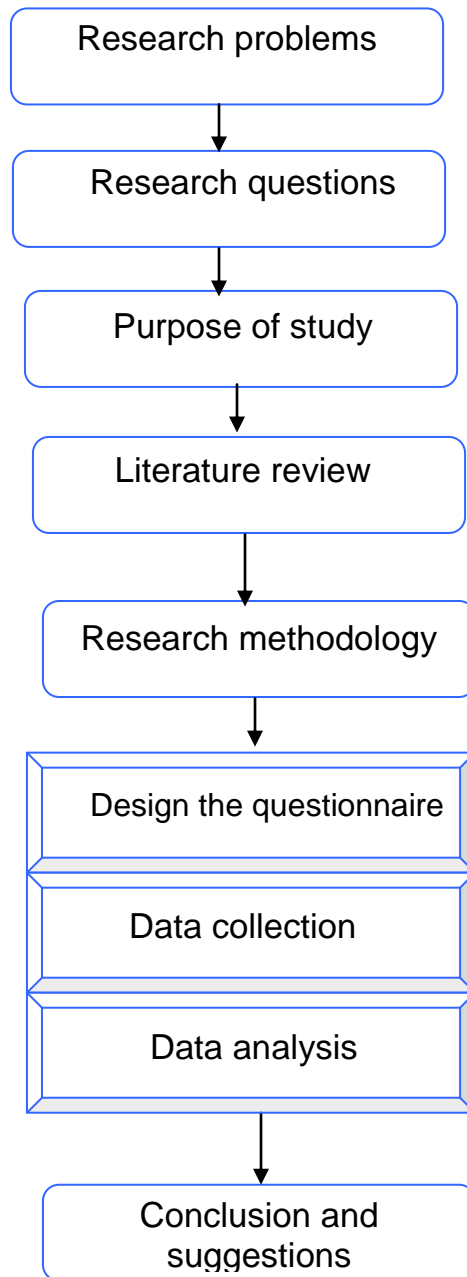 Research problems
Research questions
Purpose of study
Literature review
Research methodology
Design the questionnaire
Data collection
Data analysis
Conclusion and
suggestions